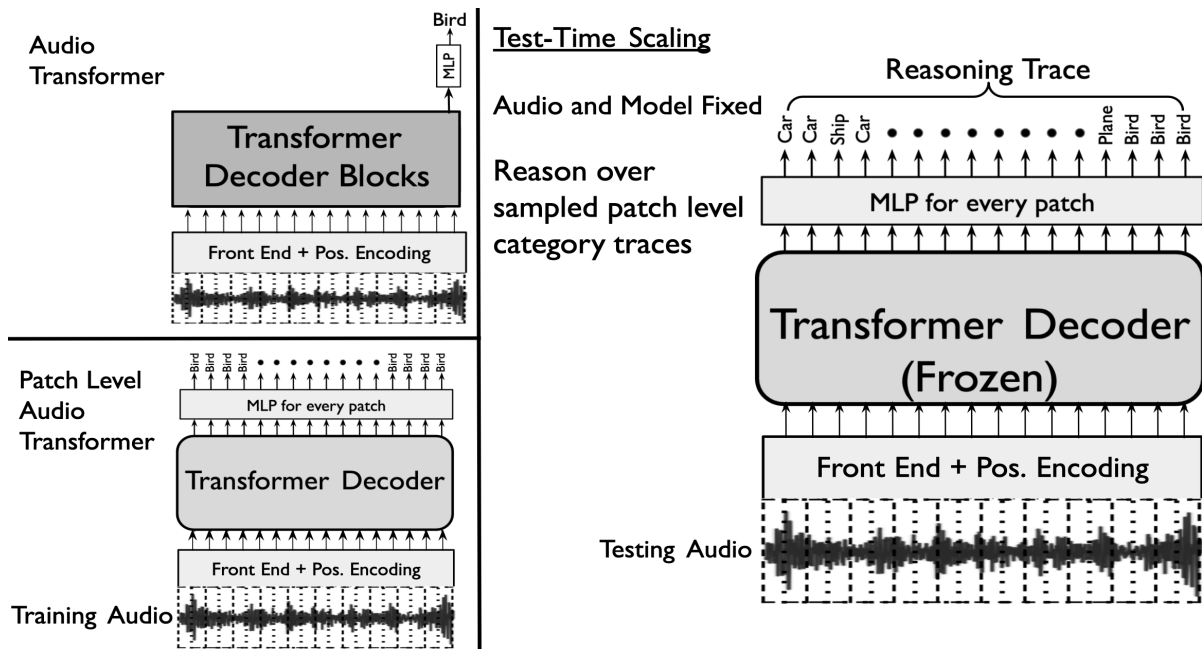 Audio
Transformer
Bird
MLP
Transformer
Decoder Blocks
Front End + Pos. Encoding
Patch Level
Audio
Transformer
Bird Bird Bird Bird • • • • • • • • Bird Bird Bird Bird
MLP for every patch
Transformer Decoder
Front End + Pos. Encoding
Training Audio
Test-Time Scaling
Audio and Model Fixed
Reason over
sampled patch level
category traces
Reasoning Trace
Car Car Ship Car • • • • • • • • Plane Bird Bird Bird
MLP for every patch
Transformer Decoder
(Frozen)
Front End + Pos. Encoding
Testing Audio